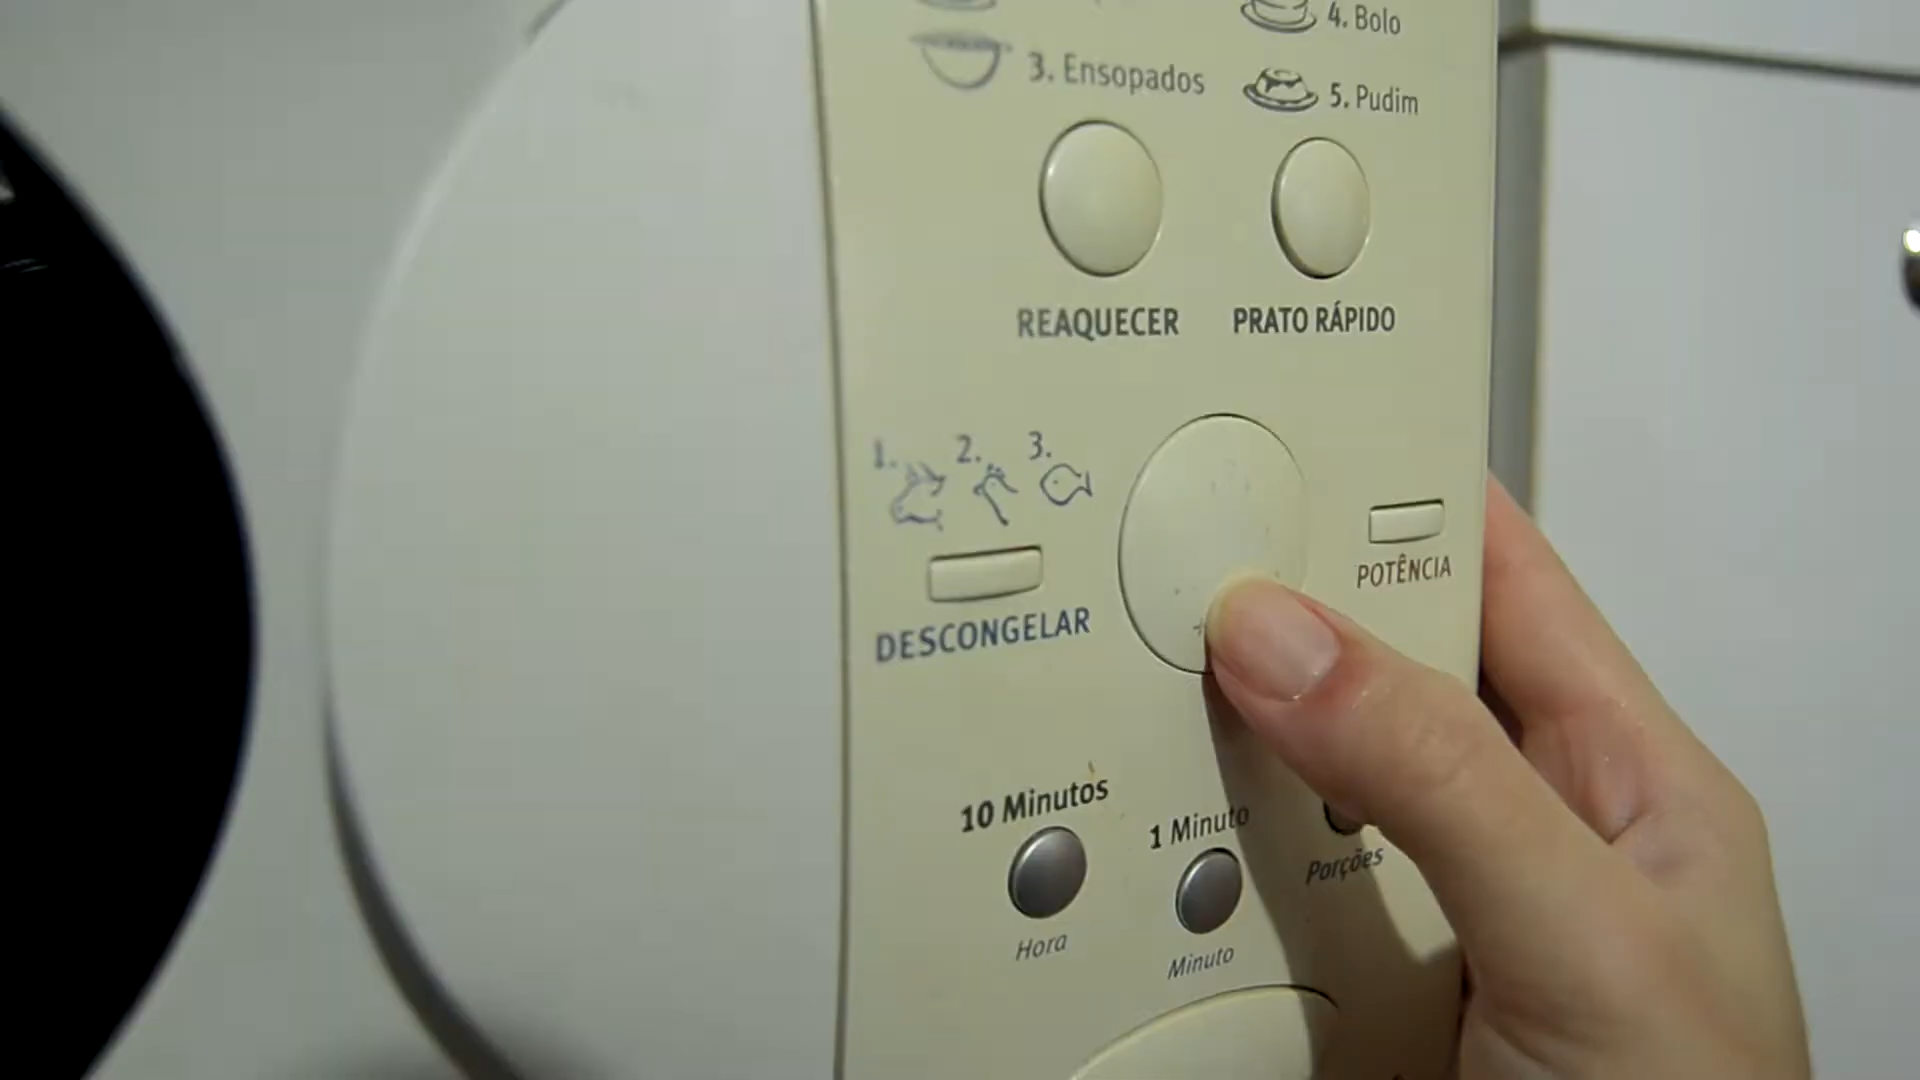 4. Bolo
3. Ensopados
5. Pudim
REAQUECER
PRATO RÁPIDO
1. 2. 3.
POTÊNCIA
DESCONGELAR
10 Minutos
1 Minuto
Porções
Hora
Minuto